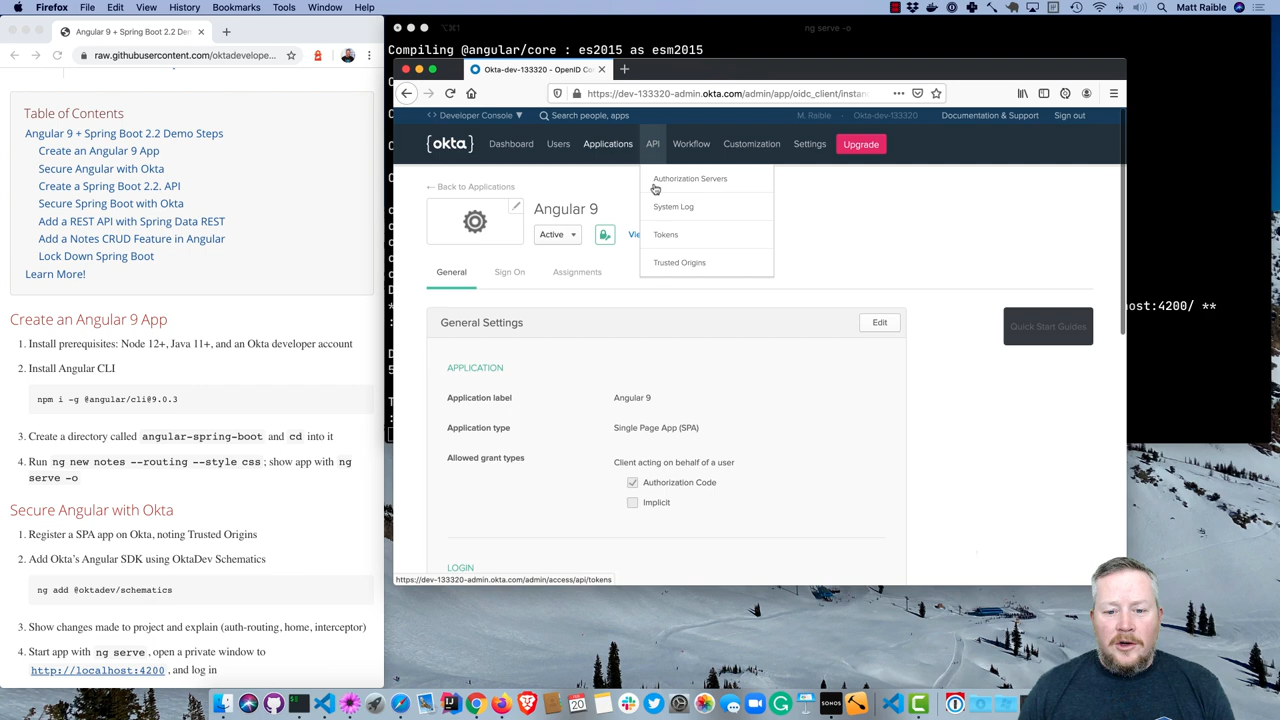 Firefox File Edit View History Bookmarks Tools Window Help
Matt Raible
Angular 9 + Spring Boot 2.2 De
raw.githubusercontent.com/oktadevelope...
Table of Contents
Angular 9 + Spring Boot 2.2 Demo Steps
Create an Angular 9 App
Secure Angular with Okta
Create a Spring Boot 2.2. API
Secure Spring Boot with Okta
Add a REST API with Spring Data REST
Add a Notes CRUD Feature in Angular
Lock Down Spring Boot
Learn More!
Create an Angular 9 App
1. Install prerequisites: Node 12+, Java 11+, and an Okta developer account
2. Install Angular CLI
npm i -g @angular/cli@9.0.3
3. Create a directory called angular-spring-boot and cd into it
4. Run ng new notes --routing --style css; show app with ng
serve -o
Secure Angular with Okta
1. Register a SPA app on Okta, noting Trusted Origins
2. Add Okta's Angular SDK using OktaDev Schematics
ng add @oktadev/schematics
3. Show changes made to project and explain (auth-routing, home, interceptor)
4. Start app with ng serve, open a private window to
http://localhost:4200, and log in
ng serve -o
Compiling @angular/core : es2015 as esm2015
host:4200/ **
Okta-dev-133320 - OpenID Co
https://dev-133320-admin.okta.com/admin/app/oidc_client/instan
Developer Console
Search people, apps
M. Raible
Okta-dev-133320
Documentation & Support
Sign out
okta
Dashboard Users Applications API Workflow Customization Settings Upgrade
Authorization Servers
System Log
Tokens
Trusted Origins
← Back to Applications
Angular 9
Active
Vie
General Sign On Assignments
General Settings
Edit
Quick Start Guides
APPLICATION
Application label Angular 9
Application type Single Page App (SPA)
Allowed grant types
Client acting on behalf of a user
Authorization Code
Implicit
LOGIN
https://dev-133320-admin.okta.com/admin/access/api/tokens
FEB
20
SONOS